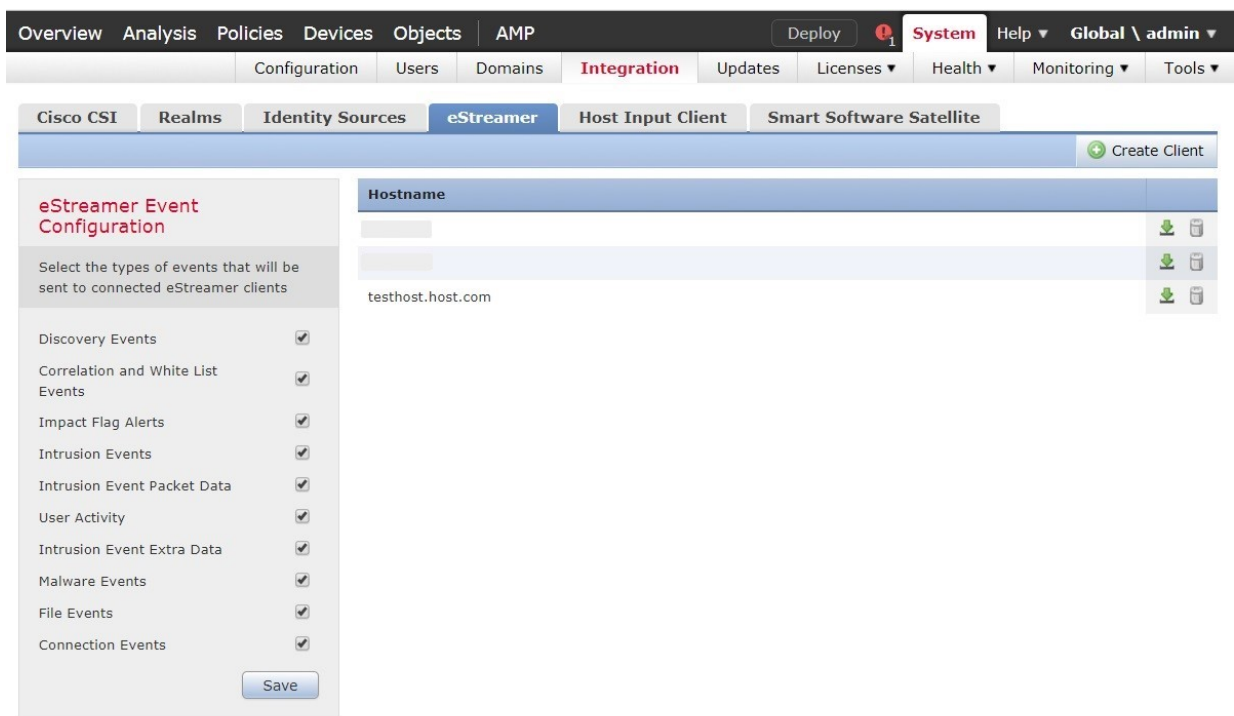 Overview Analysis Policies Devices Objects AMP Deploy 1 System Help ▼ Global \ admin ▼
Configuration Users Domains Integration Updates Licenses ▼ Health ▼ Monitoring ▼ Tools ▼
Cisco CSI Realms Identity Sources eStreamer Host Input Client Smart Software Satellite
Create Client
eStreamer Event
Configuration
Select the types of events that will be
sent to connected eStreamer clients
Discovery Events
Correlation and White List
Events
Impact Flag Alerts
Intrusion Events
Intrusion Event Packet Data
User Activity
Intrusion Event Extra Data
Malware Events
File Events
Connection Events
Save
Hostname
testhost.host.com